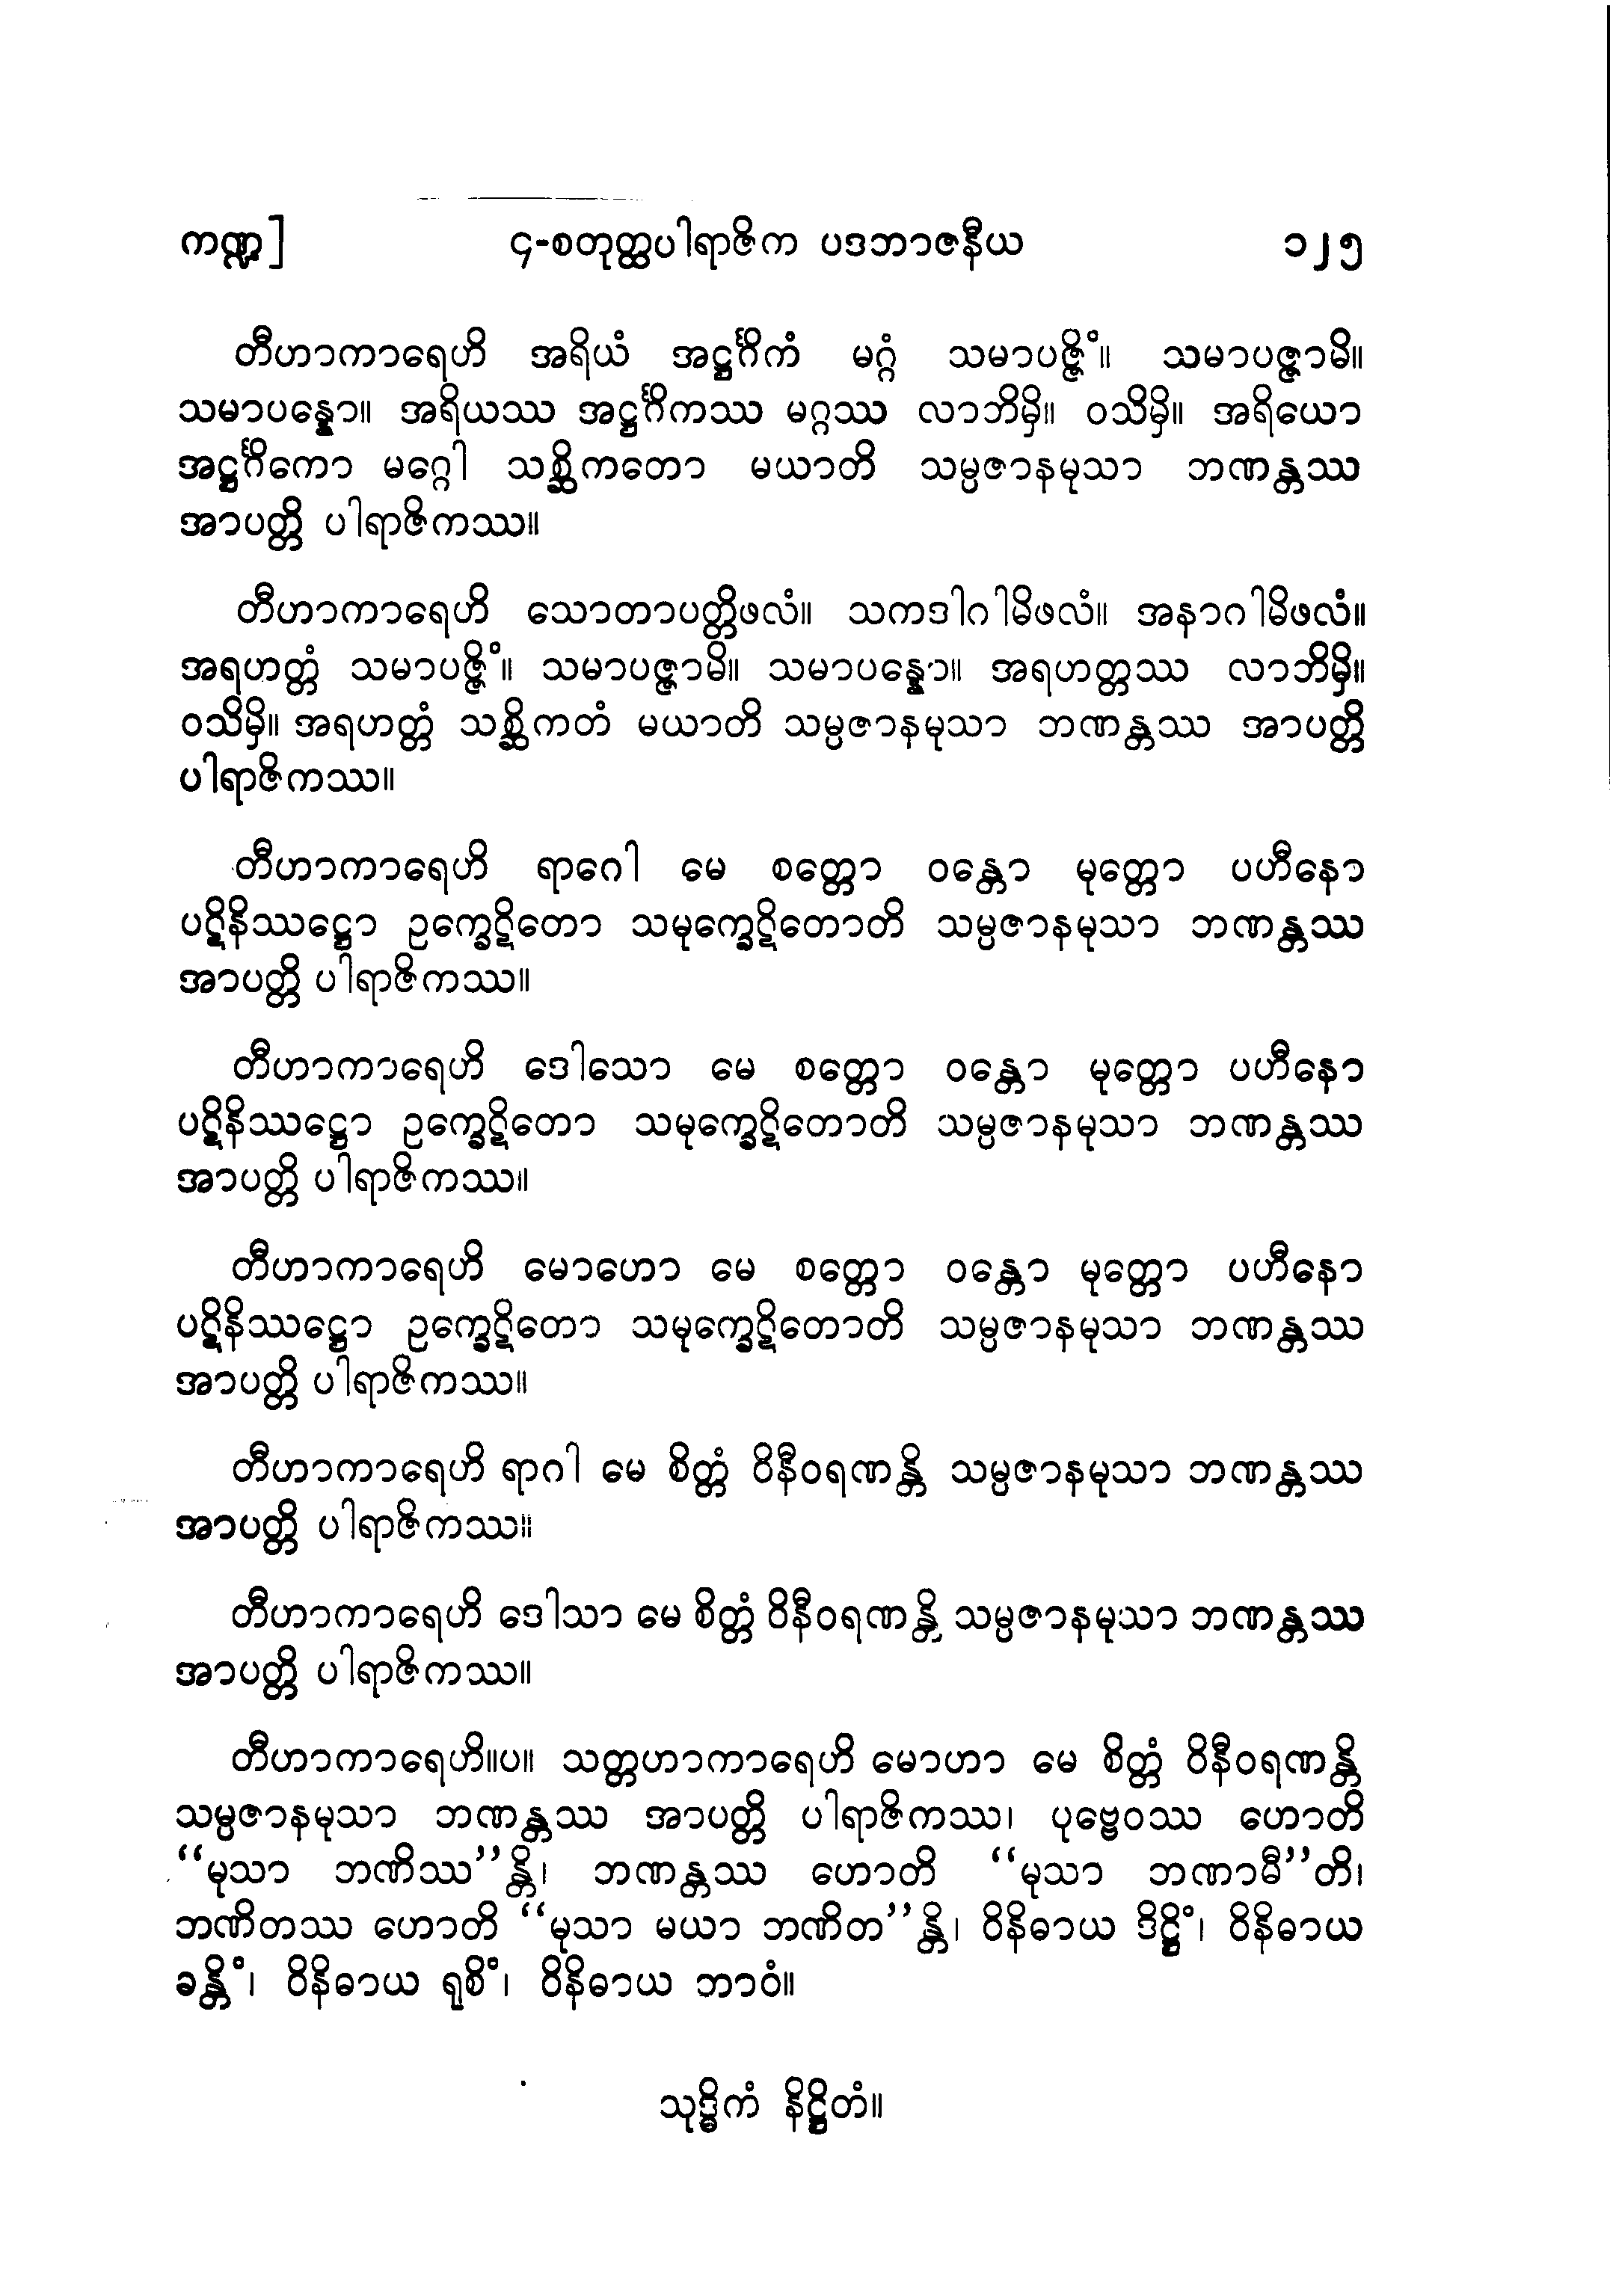 ကဏ္ဍ] ၄-စတုတ္ထပါရာဇိက ပဒဘာဇနီယ ၁၂၅
တီဟာကာရေဟိ အရိယံ အဋ္ဌင်္ဂိကံ မဂ္ဂံ သမာပဇ္ဇိံ။ သမာပဇ္ဇာမိ။
သမာပန္နော။ အရိယဿ အဋ္ဌင်္ဂိကဿ မဂ္ဂဿ လာဘိမှိ။ ဝသိမှိ။ အရိယော
အဋ္ဌင်္ဂိကော မဂ္ဂေါ သစ္ဆိကတော မယာတိ သမ္ပဇာနမုသာ ဘဏန္တဿ
အာပတ္တိ ပါရာဇိကဿ။
တီဟာကာရေဟိ သောတာပတ္တိဖလံ။ သကဒါဂါမိဖလံ။ အနာဂါမိဖလံ။
အရဟတ္တံ သမာပဇ္ဇိံ။ သမာပဇ္ဇာမိ။ သမာပန္နော။ အရဟတ္တဿ လာဘိမှိ။
ဝသိမှိ။ အရဟတ္တံ သစ္ဆိကတံ မယာတိ သမ္ပဇာနမုသာ ဘဏန္တဿ အာပတ္တိ
ပါရာဇိကဿ။
တီဟာကာရေဟိ ရာဂေါ မေ စတ္တော ဝန္တော မုတ္တော ပဟီနော
ပဋိနိဿဋ္ဌော ဥက္ခေဋိတော သမုက္ခေဋိတောတိ သမ္ပဇာနမုသာ ဘဏန္တဿ
အာပတ္တိ ပါရာဇိကဿ။
တီဟာကာရေဟိ ဒေါသော မေ စတ္တော ဝန္တော မုတ္တော ပဟီနော
ပဋိနိဿဋ္ဌော ဥက္ခေဋိတော သမုက္ခေဋိတောတိ သမ္ပဇာနမုသာ ဘဏန္တဿ
အာပတ္တိ ပါရာဇိကဿ။
တီဟာကာရေဟိ မောဟော မေ စတ္တော ဝန္တော မုတ္တော ပဟီနော
ပဋိနိဿဋ္ဌော ဥက္ခေဋိတော သမုက္ခေဋိတောတိ သမ္ပဇာနမုသာ ဘဏန္တဿ
အာပတ္တိ ပါရာဇိကဿ။
တီဟာကာရေဟိ ရာဂါ မေ စိတ္တံ ဝိနီဝရဏန္တိ သမ္ပဇာနမုသာ ဘဏန္တဿ
အာပတ္တိ ပါရာဇိကဿ။
တီဟာကာရေဟိ ဒေါသာ မေ စိတ္တံ ဝိနီဝရဏန္တိ သမ္ပဇာနမုသာ ဘဏန္တဿ
အာပတ္တိ ပါရာဇိကဿ။
တီဟာကာရေဟိ။ပ။ သတ္တဟာကာရေဟိ မောဟာ မေ စိတ္တံ ဝိနီဝရဏန္တိ
သမ္ပဇာနမုသာ ဘဏန္တဿ အာပတ္တိ ပါရာဇိကဿ၊ ပုဗ္ဗေဝဿ ဟောတိ
“မုသာ ဘဏိဿ”န္တိ၊ ဘဏန္တဿ ဟောတိ “မုသာ ဘဏာမီ”တိ၊
ဘဏိတဿ ဟောတိ “မုသာ မယာ ဘဏိတ”န္တိ၊ ဝိနိဓာယ ဒိဋ္ဌိံ၊ ဝိနိဓာယ
ခန္တိံ၊ ဝိနိဓာယ ရုစိံ၊ ဝိနိဓာယ ဘာဝံ။
သုဒ္ဓိကံ နိဋ္ဌိတံ။